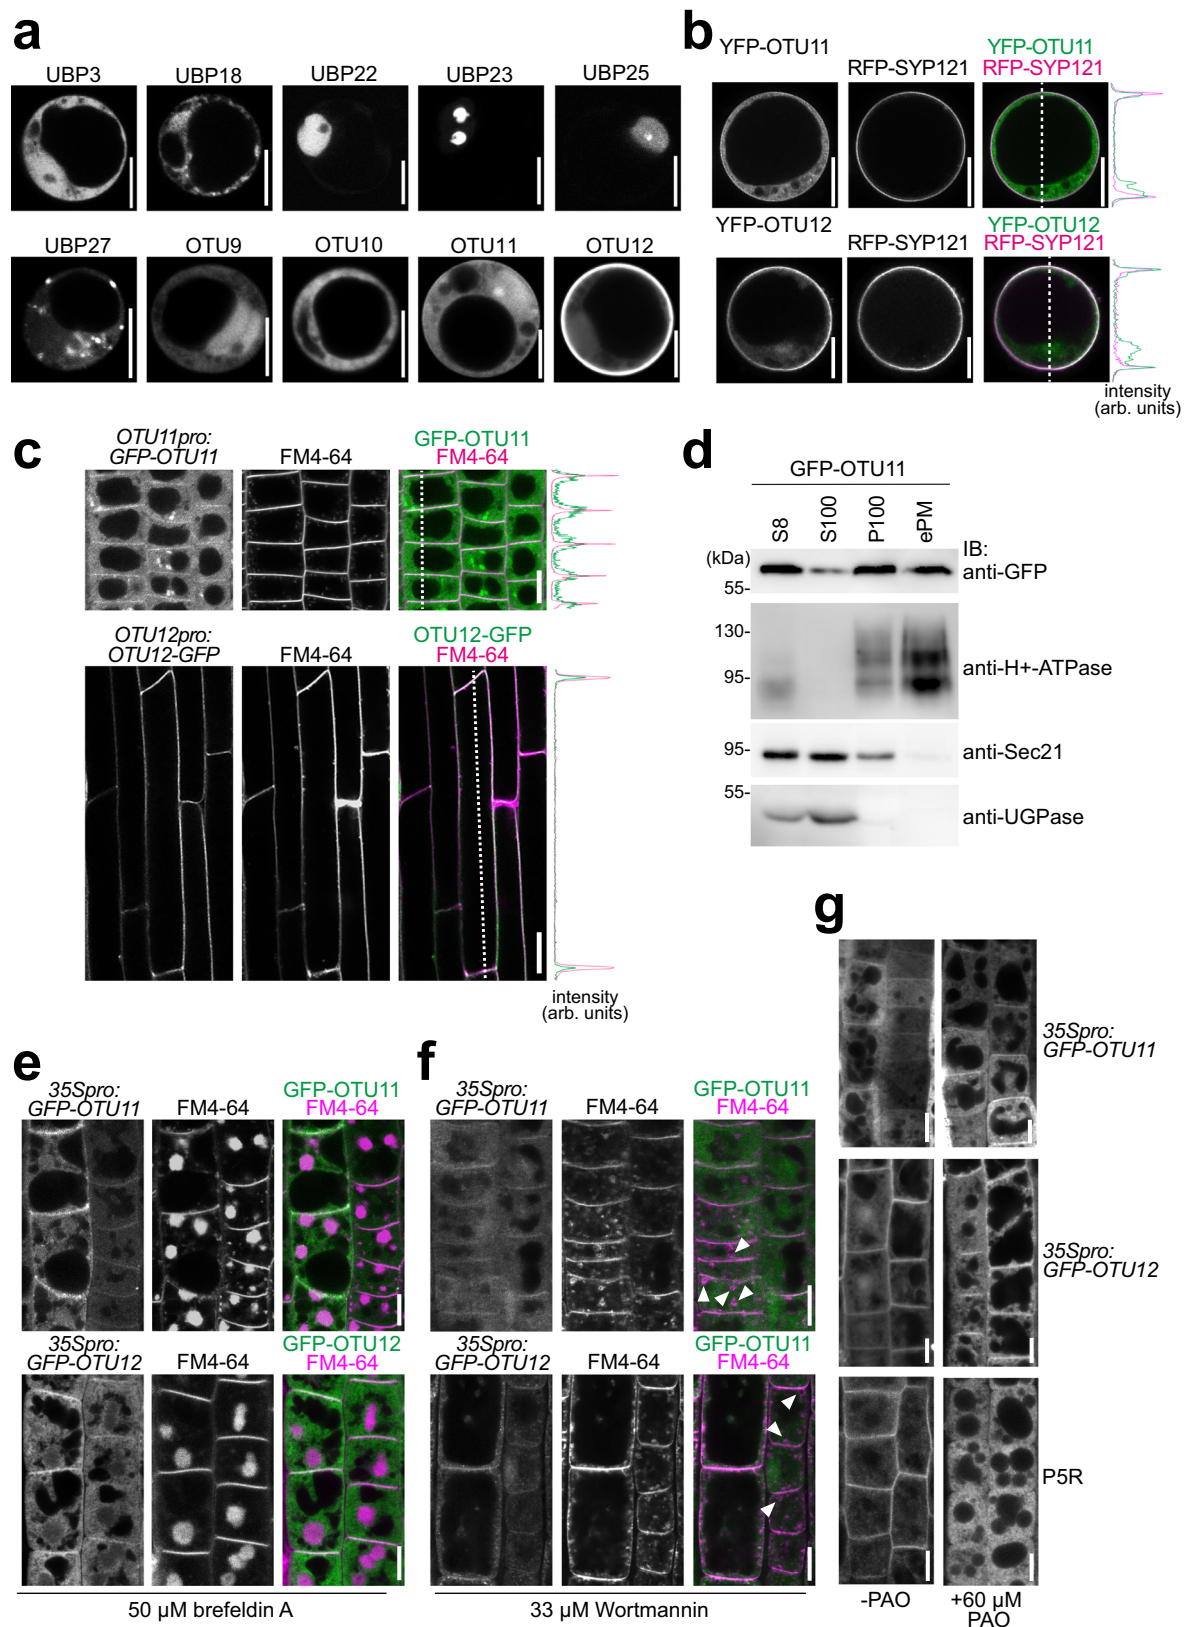 a
UBP3
UBP18
UBP22
UBP23
UBP25
UBP27
OTU9
OTU10
OTU11
OTU12
b
YFP-OTU11
RFP-SYP121
YFP-OTU11
RFP-SYP121
YFP-OTU12
RFP-SYP121
YFP-OTU12
RFP-SYP121
intensity
(arb. units)
c
OTU11pro:
GFP-OTU11
FM4-64
GFP-OTU11
FM4-64
OTU12pro:
OTU12-GFP
FM4-64
OTU12-GFP
FM4-64
intensity
(arb. units)
d
GFP-OTU11
S8
S100
P100
ePM
(kDa)
IB:
anti-GFP
55-
130-
95-
anti-H+-ATPase
95-
anti-Sec21
55-
anti-UGPase
e
35Spro:
GFP-OTU11
FM4-64
GFP-OTU11
FM4-64
35Spro:
GFP-OTU12
FM4-64
GFP-OTU12
FM4-64
50 µM brefeldin A
f
35Spro:
GFP-OTU11
FM4-64
GFP-OTU11
FM4-64
35Spro:
GFP-OTU12
FM4-64
GFP-OTU11
FM4-64
33 µM Wortmannin
g
35Spro:
GFP-OTU11
35Spro:
GFP-OTU12
P5R
-PAO
+60 µM
PAO